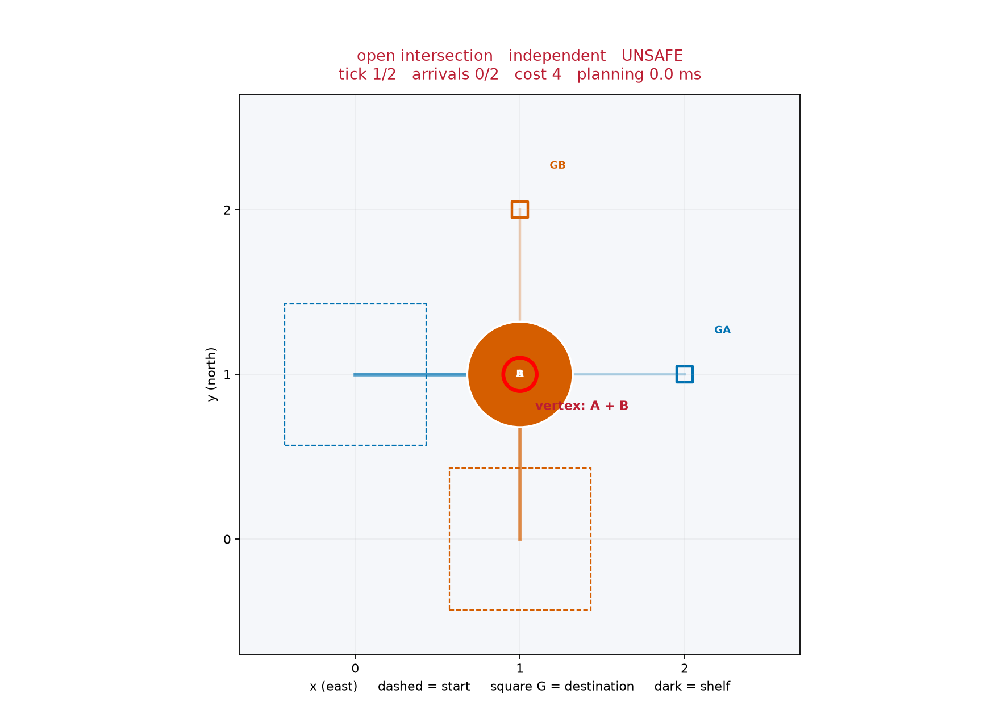 open intersection   independent   UNSAFE
tick 1/2   arrivals 0/2   cost 4   planning 0.0 ms
GB
2
GA
1
vertex: A + B
0
y (north)
0 1 2
x (east)     dashed = start     square G = destination     dark = shelf